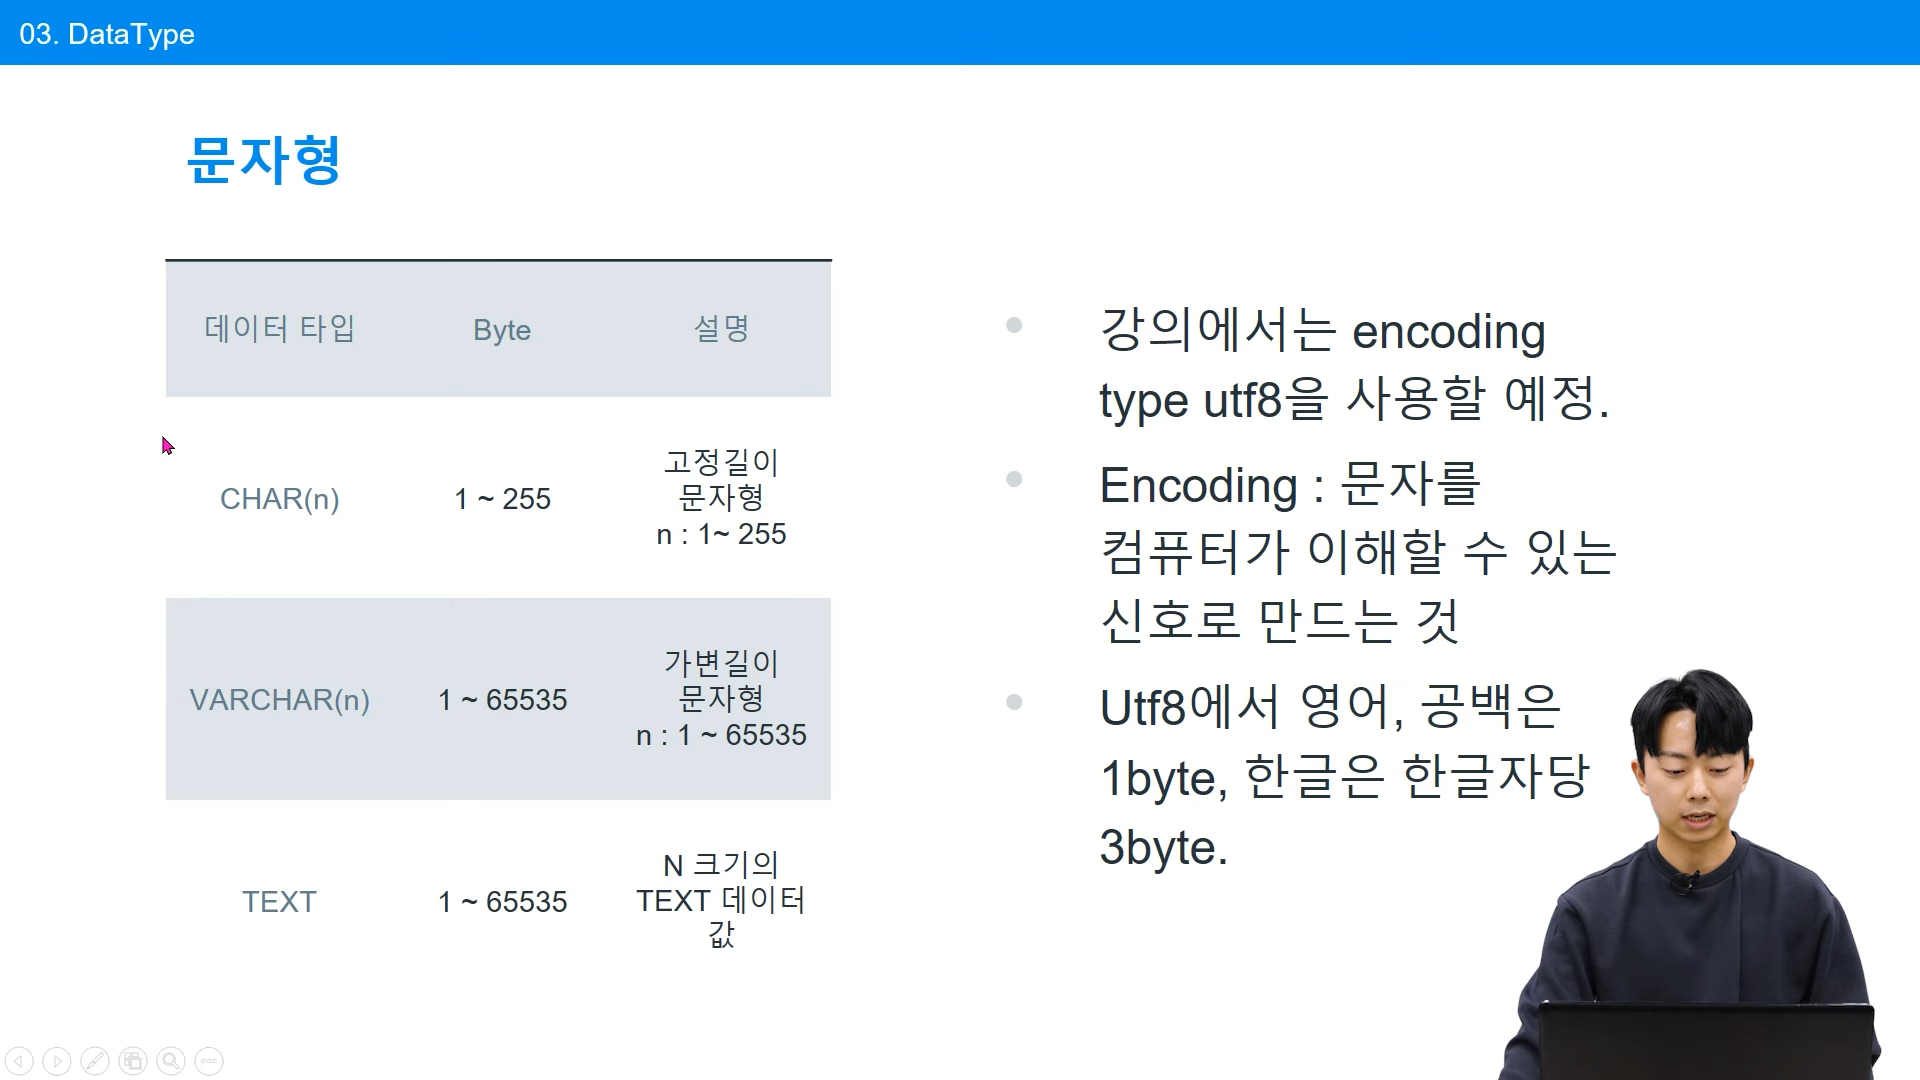 03. DataType
문자형
데이터 타입 Byte 설명
CHAR(n) 1 ~ 255 고정길이
문자형
n : 1~ 255
VARCHAR(n) 1 ~ 65535 가변길이
문자형
n : 1 ~ 65535
TEXT 1 ~ 65535 N 크기의
TEXT 데이터
값
강의에서는 encoding
type utf8을 사용할 예정.
Encoding : 문자를
컴퓨터가 이해할 수 있는
신호로 만드는 것
Utf8에서 영어, 공백은
1byte, 한글은 한글자당
3byte.